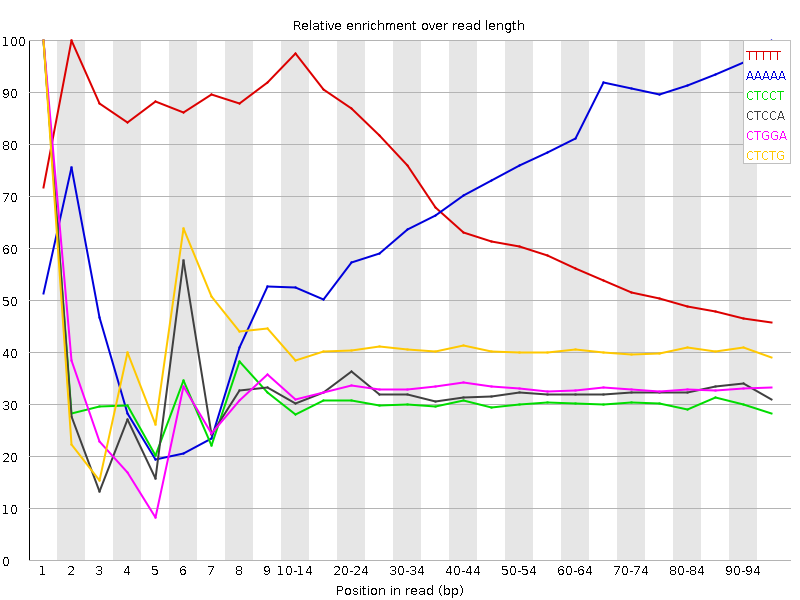 Relative enrichment over read length
100
90
80
70
60
50
40
30
20
10
0
TTTTT
AAAAA
CTCCT
CTCCA
CTGGA
CTCTG
1 2 3 4 5 6 7 8 9 10-14 20-24 30-34 40-44 50-54 60-64 70-74 80-84 90-94
Position in read (bp)